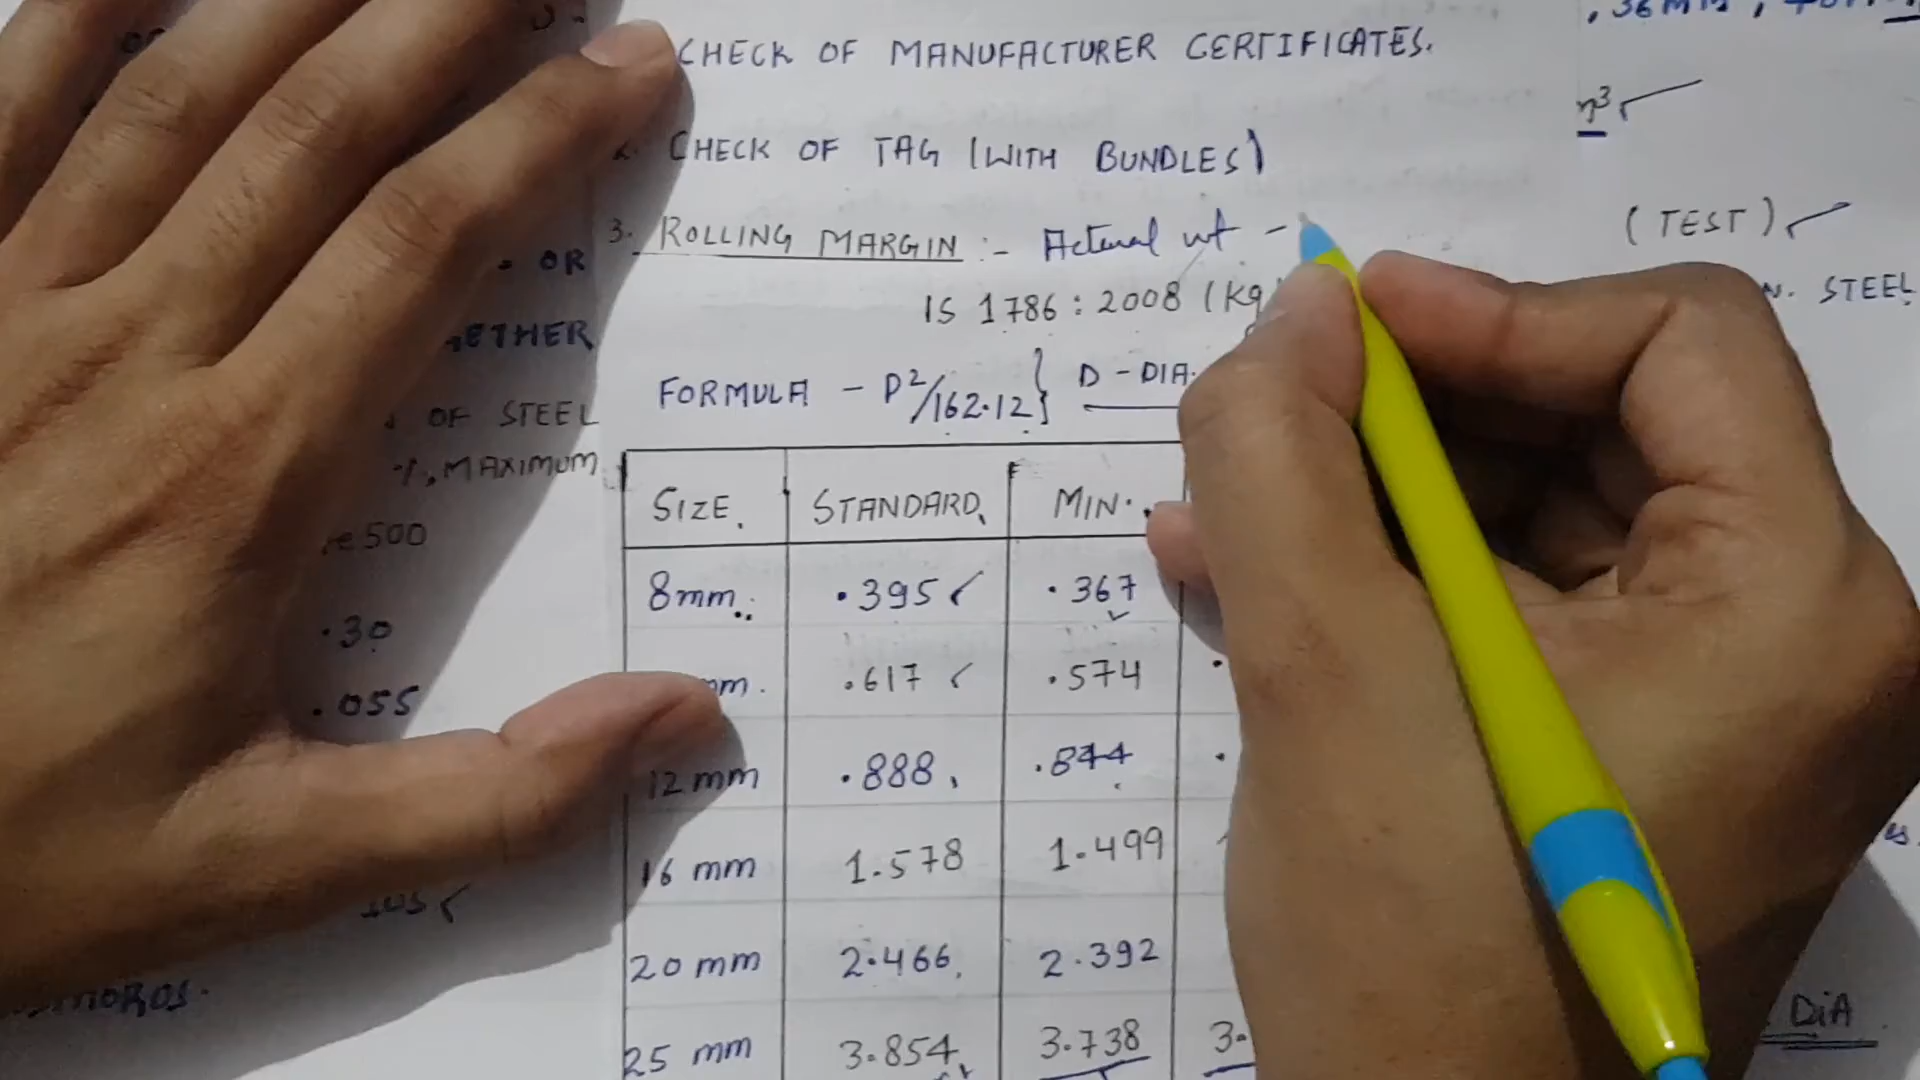 CHECK OF MANUFACTURER CERTIFICATES.
CHECK OF TAG (WITH BUNDLES)
3. ROLLING MARGIN :- Actual wt -
IS 1786 : 2008 (Kg
FORMULA - D²/162.12 } D - DIA.
SIZE. STANDARD. MIN.
8mm .395 .367
mm. .617 .574
12 mm .888 .844
16 mm 1.578 1.499
20 mm 2.466 2.392
25 mm 3.854 3.738 3.
OR
ETHER
OF STEEL
%. MAXIMUM
500
.30
.055
, 36MM,
(TEST)
N. STEEL
DIA